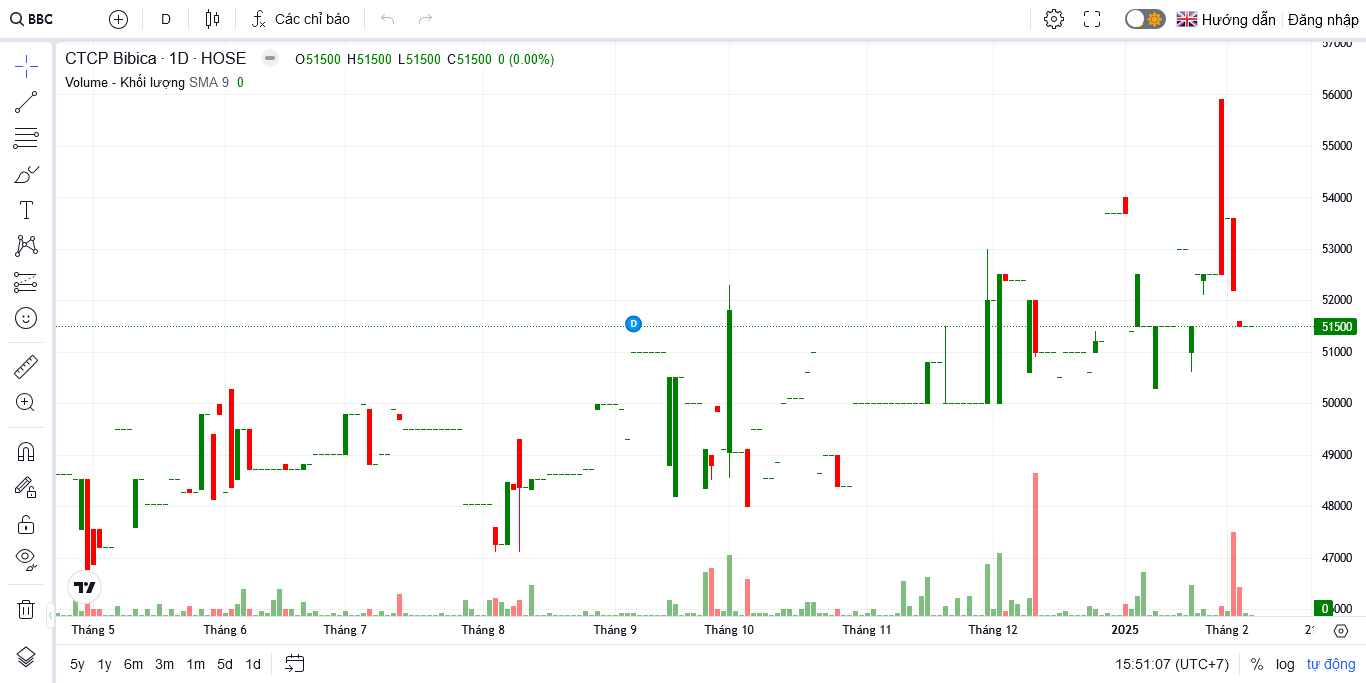 BBC D Các chỉ báo Hướng dẫn Đăng nhập
CTCP Bibica · 1D · HOSE O51500 H51500 L51500 C51500 0 (0.00%)
Volume - Khối lượng SMA 9 0
57000
56000
55000
54000
53000
52000
51500
51000
50000
49000
48000
47000
0
D
Tháng 5 Tháng 6 Tháng 7 Tháng 8 Tháng 9 Tháng 10 Tháng 11 Tháng 12 2025 Tháng 2
5y 1y 6m 3m 1m 5d 1d 15:51:07 (UTC+7) % log tự động